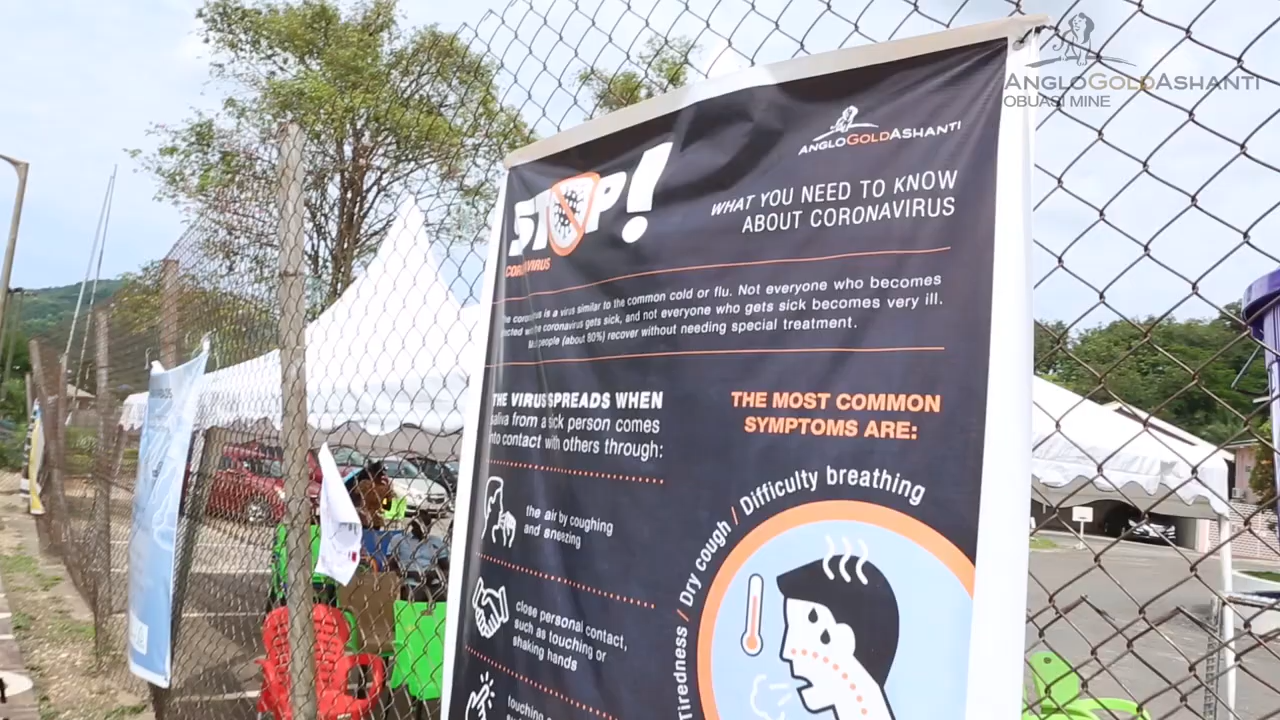 ANGLOGOLDASHANTI
OBUASI MINE
ANGLOGOLDASHANTI
STOP!
CORONAVIRUS
WHAT YOU NEED TO KNOW
ABOUT CORONAVIRUS
coronavirus is a virus similar to the common cold or flu. Not everyone who becomes
coronavirus gets sick, and not everyone who gets sick becomes very ill.
people (about 80%) recover without needing special treatment.
THE VIRUS SPREADS WHEN
saliva from a sick person comes
into contact with others through:
the air by coughing
and sneezing
close personal contact,
such as touching or
shaking hands
touching
THE MOST COMMON
SYMPTOMS ARE:
Tiredness / Dry cough / Difficulty breathing